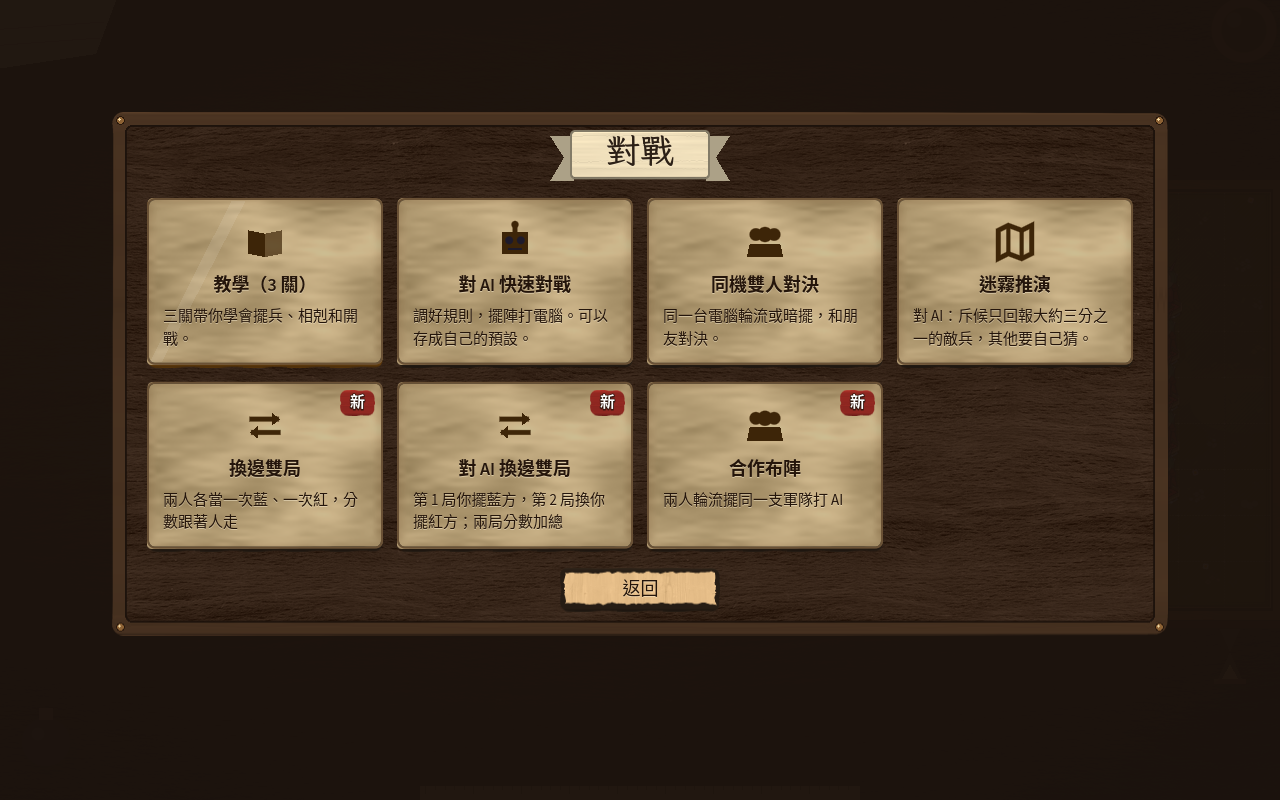 對戰
教學（3 關）
三關帶你學會擺兵、相剋和開
戰。
對 AI 快速對戰
調好規則，擺陣打電腦。可以
存成自己的預設。
同機雙人對決
同一台電腦輪流或暗擺，和朋
友對決。
迷霧推演
對 AI：斥候只回報大約三分之
一的敵兵，其他要自己猜。
新
換邊雙局
兩人各當一次藍、一次紅，分
數跟著人走
新
對 AI 換邊雙局
第 1 局你擺藍方，第 2 局換你
擺紅方；兩局分數加總
新
合作布陣
兩人輪流擺同一支軍隊打 AI
返回